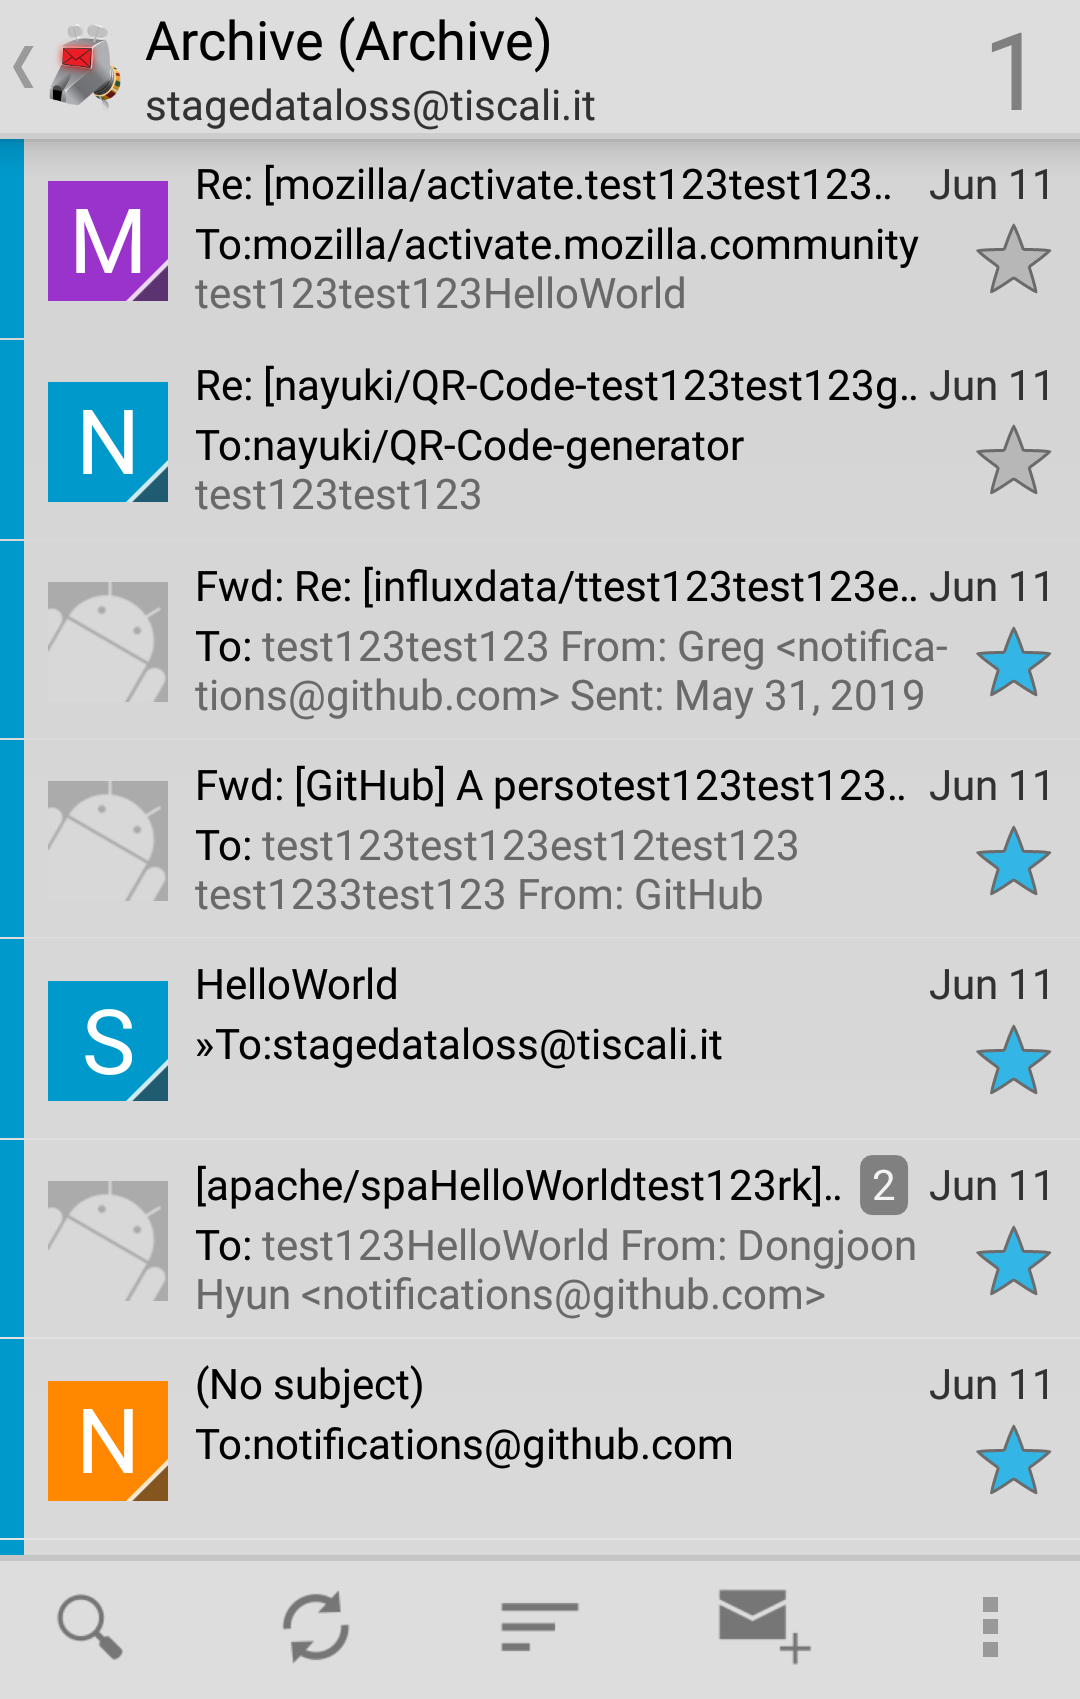 Archive (Archive)
1
stagedataloss@tiscali.it
M
Re: [mozilla/activate.test123test123.. Jun 11
To:mozilla/activate.mozilla.community
test123test123HelloWorld
N
Re: [nayuki/QR-Code-test123test123g.. Jun 11
To:nayuki/QR-Code-generator
test123test123
Fwd: Re: [influxdata/ttest123test123e.. Jun 11
To: test123test123 From: Greg <notifica-
tions@github.com> Sent: May 31, 2019
Fwd: [GitHub] A persotest123test123.. Jun 11
To: test123test123est12test123
test1233test123 From: GitHub
S
HelloWorld Jun 11
»To:stagedataloss@tiscali.it
[apache/spaHelloWorldtest123rk].. 2 Jun 11
To: test123HelloWorld From: Dongjoon
Hyun <notifications@github.com>
N
(No subject) Jun 11
To:notifications@github.com